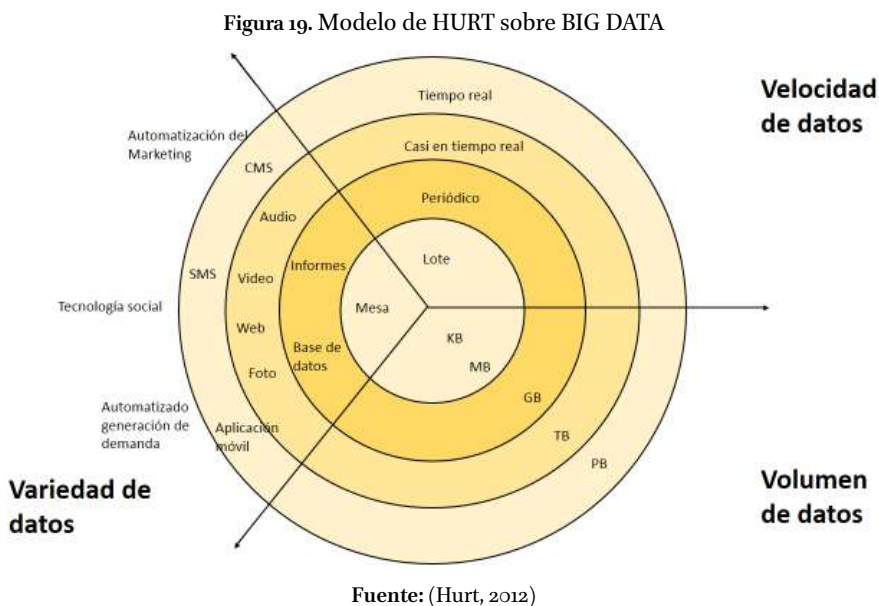 Figura 19. Modelo de HURT sobre BIG DATA
Tiempo real
Velocidad
de datos
Automatización del
Marketing
CMS
Casi en tiempo real
Periódico
Audio
Lote
Informes
SMS
Video
Tecnología social
Mesa
Web
KB
Base de
datos
MB
Foto
GB
Automatizado
generación de
demanda
Aplicación
móvil
TB
PB
Variedad de
datos
Volumen
de datos
Fuente: (Hurt, 2012)